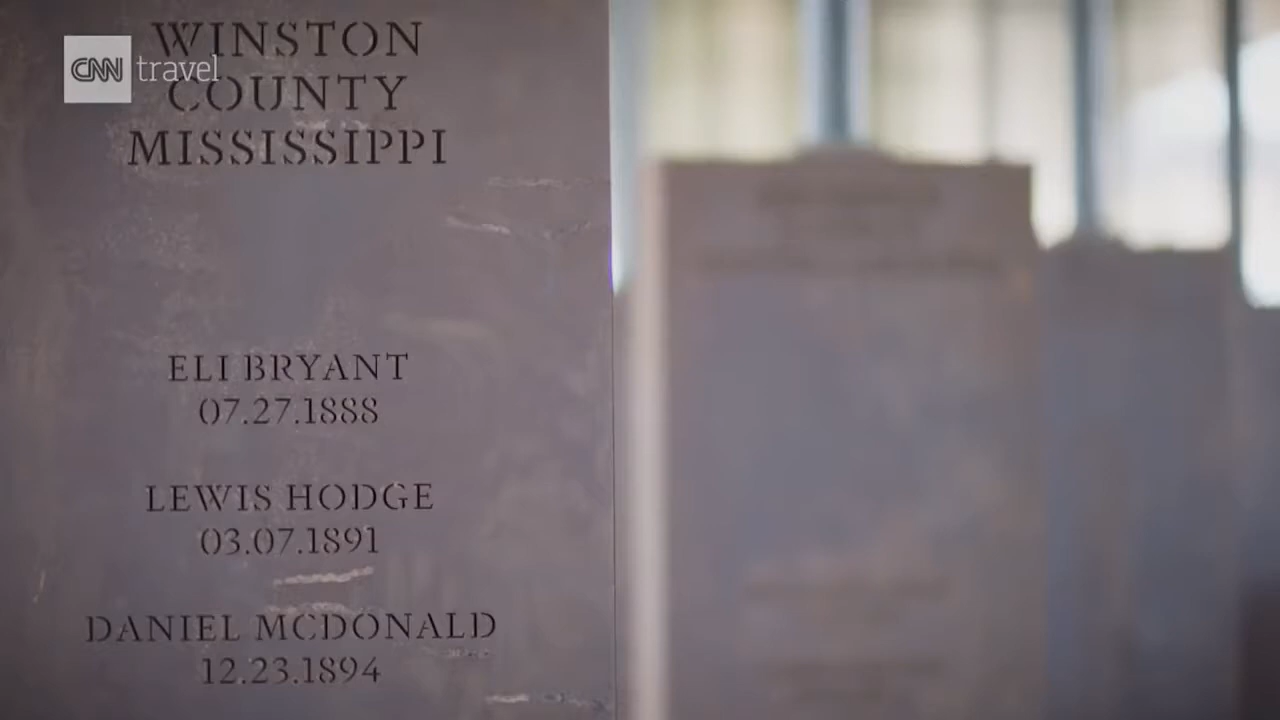 CNN travel
WINSTON
COUNTY
MISSISSIPPI
ELI BRYANT
07.27.1888
LEWIS HODGE
03.07.1891
DANIEL MCDONALD
12.23.1894